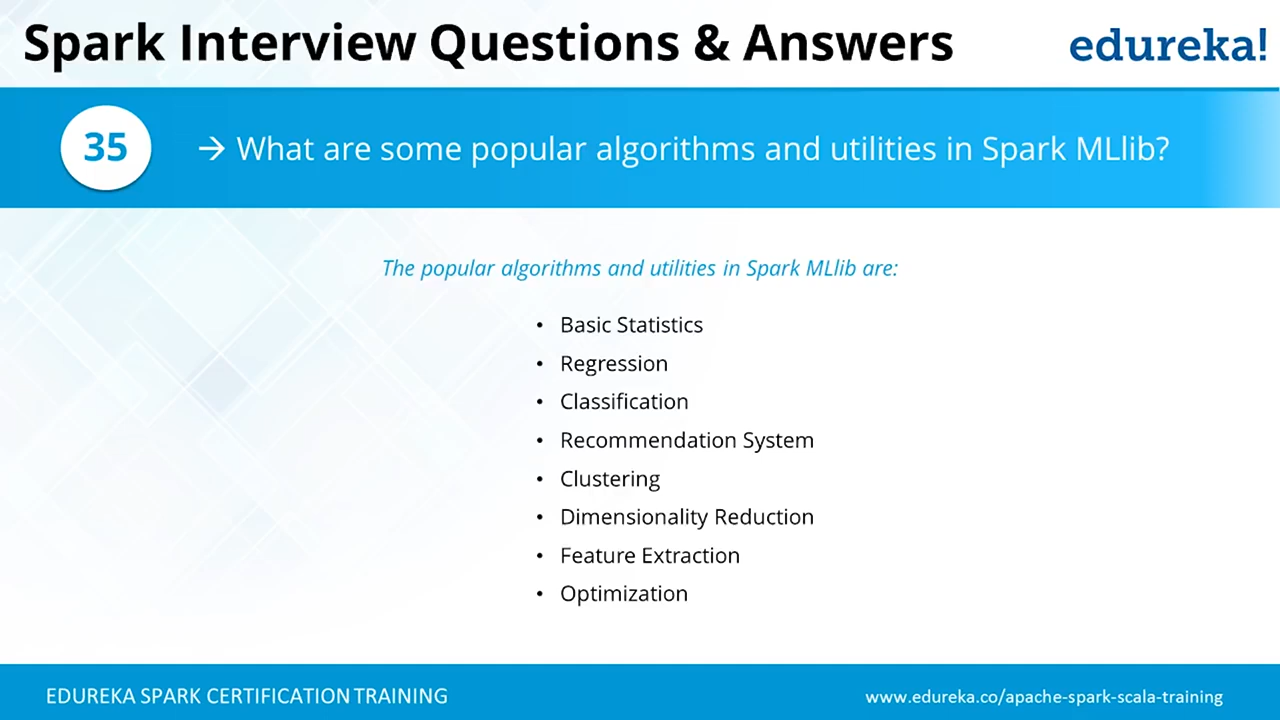 Spark Interview Questions & Answers
edureka!
35
→ What are some popular algorithms and utilities in Spark MLlib?
The popular algorithms and utilities in Spark MLlib are:
• Basic Statistics
• Regression
• Classification
• Recommendation System
• Clustering
• Dimensionality Reduction
• Feature Extraction
• Optimization
EDUREKA SPARK CERTIFICATION TRAINING
www.edureka.co/apache-spark-scala-training